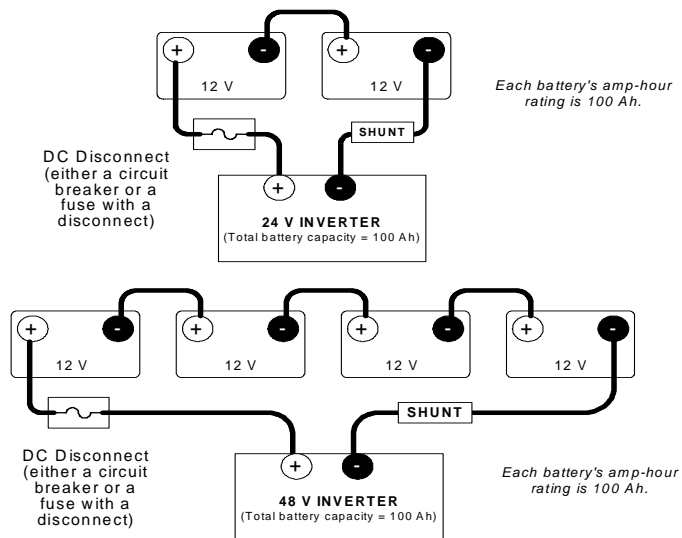 + - + -
12 V 12 V
Each battery's amp-hour
rating is 100 Ah.
SHUNT
DC Disconnect
(either a circuit
breaker or a
fuse with a
disconnect)
+ -
24 V INVERTER
(Total battery capacity = 100 Ah)
+ - + - + - + -
12 V 12 V 12 V 12 V
SHUNT
DC Disconnect
(either a circuit
breaker or a
fuse with a
disconnect)
+ -
48 V INVERTER
(Total battery capacity = 100 Ah)
Each battery's amp-hour
rating is 100 Ah.